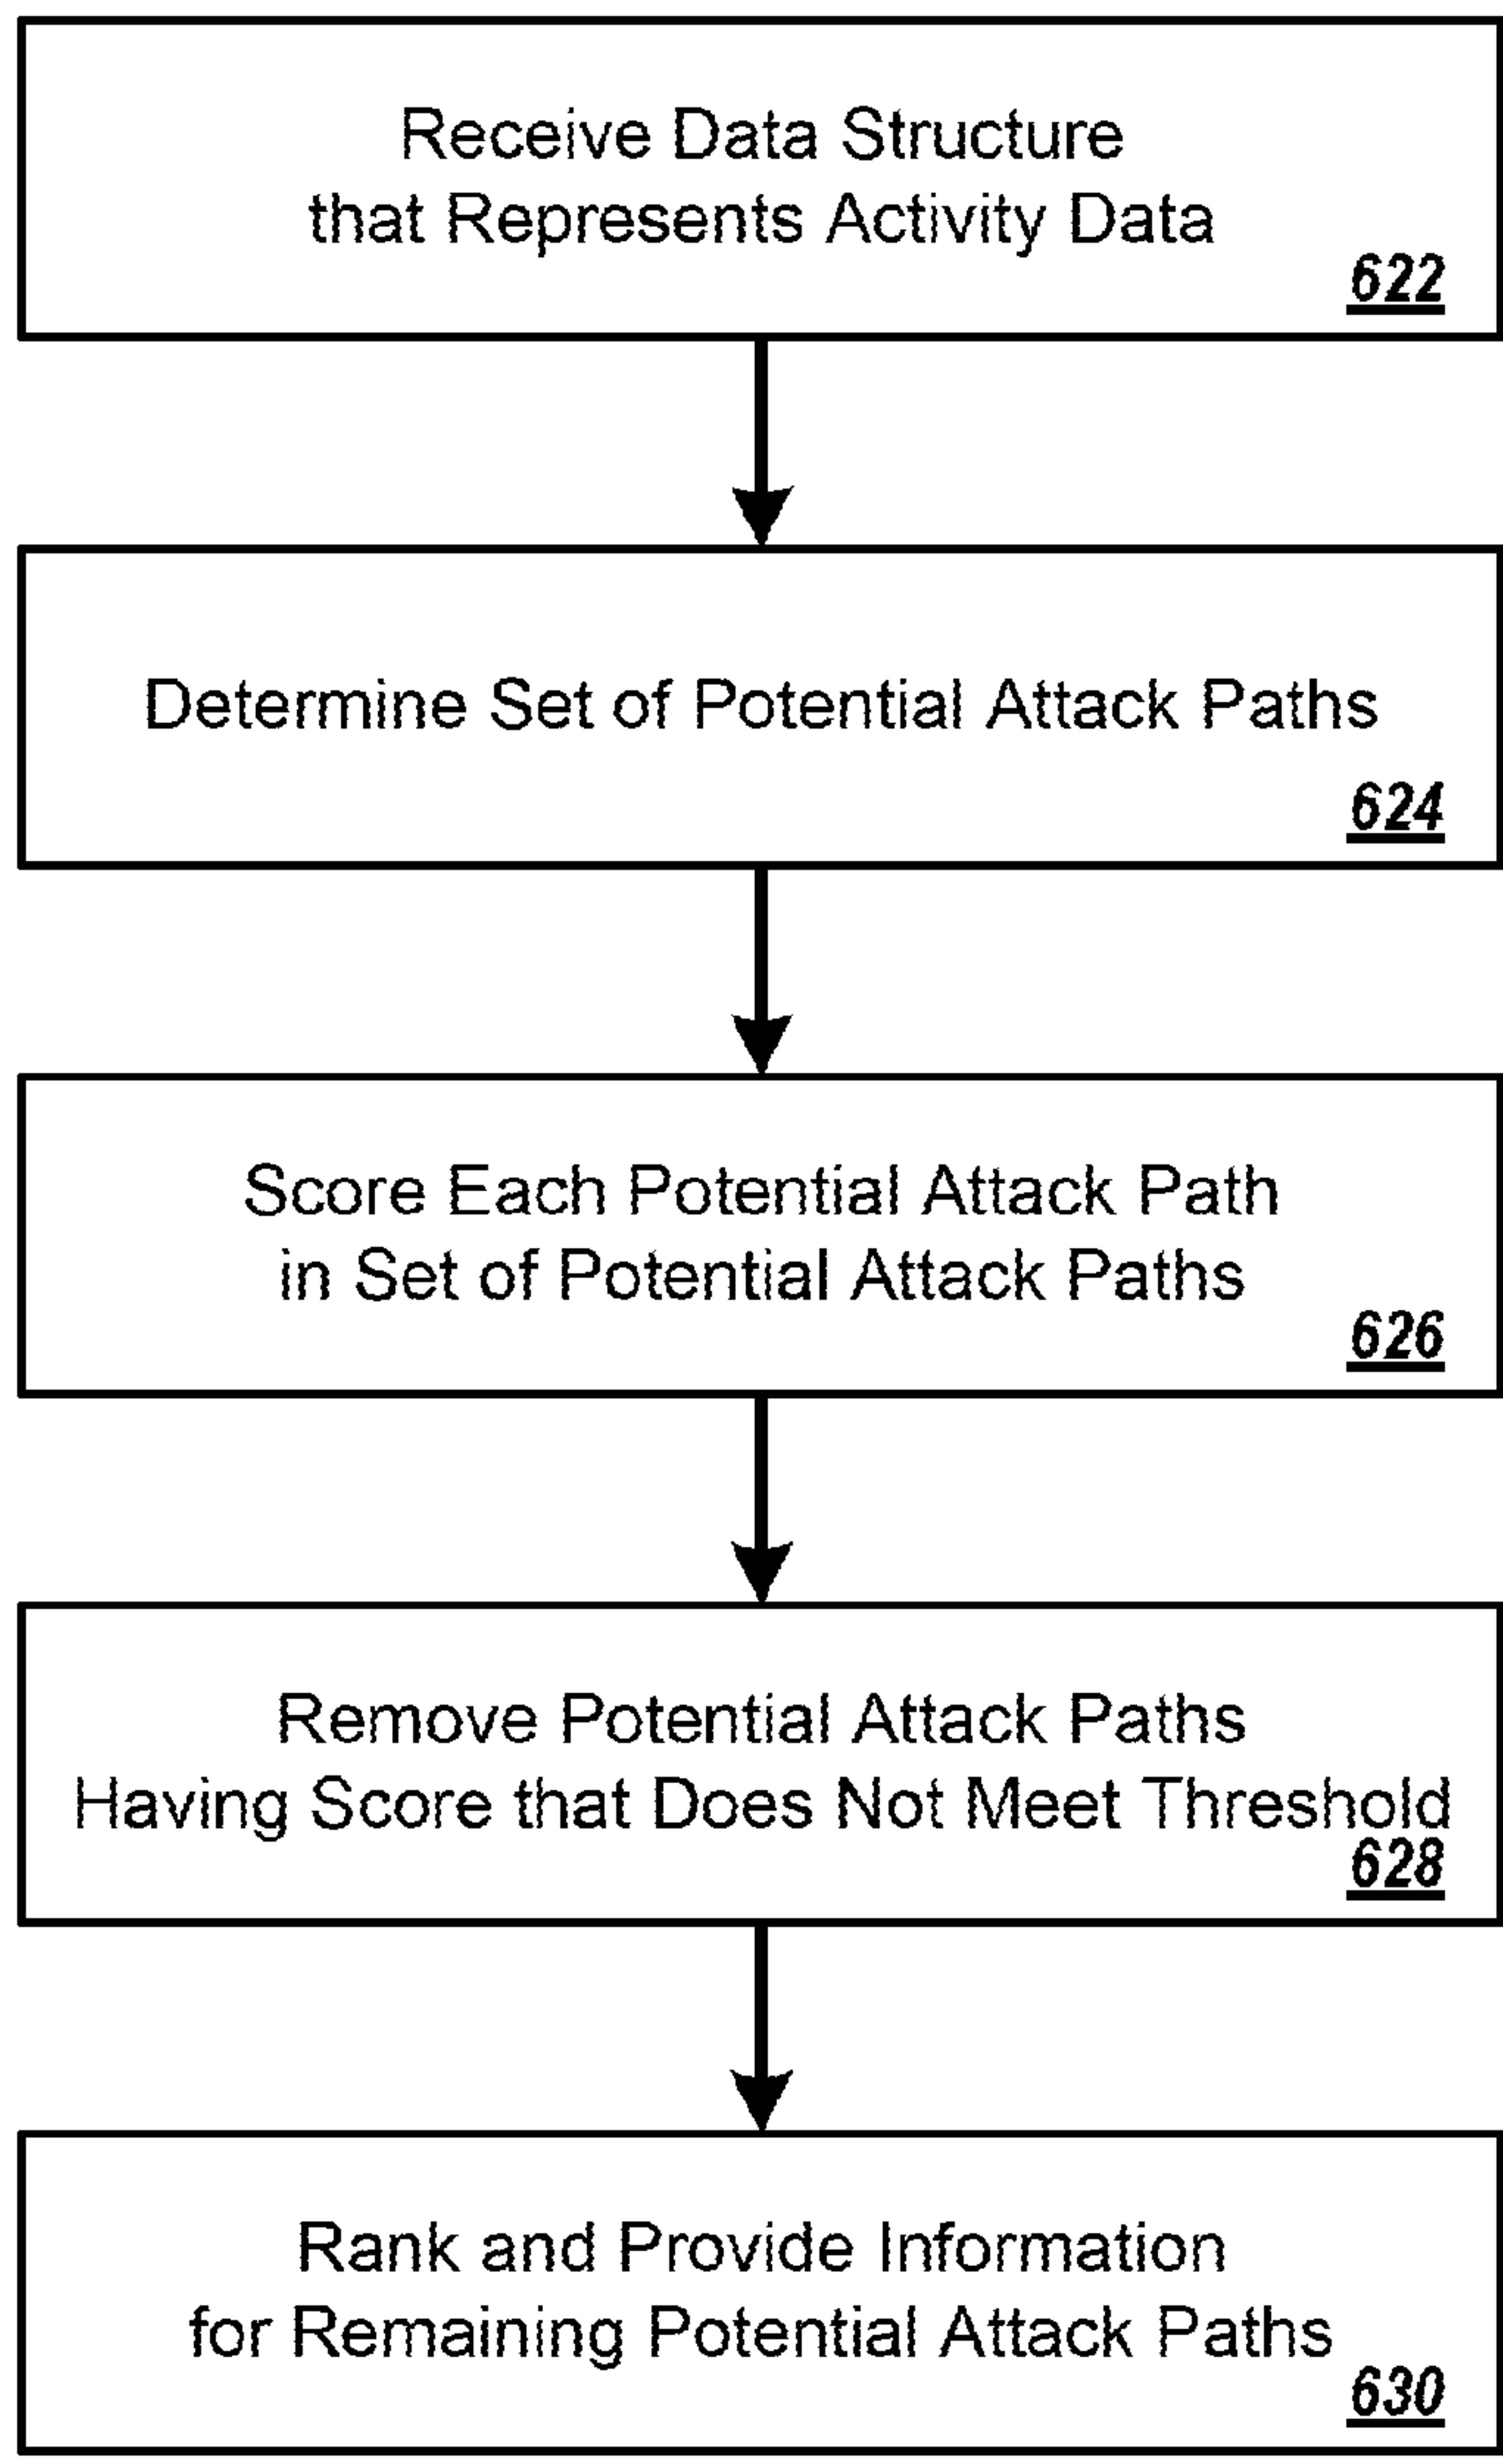 Receive Data Structure
that Represents Activity Data
622
Determine Set of Potential Attack Paths
624
Score Each Potential Attack Path
in Set of Potential Attack Paths
626
Remove Potential Attack Paths
Having Score that Does Not Meet Threshold
628
Rank and Provide Information
for Remaining Potential Attack Paths
630